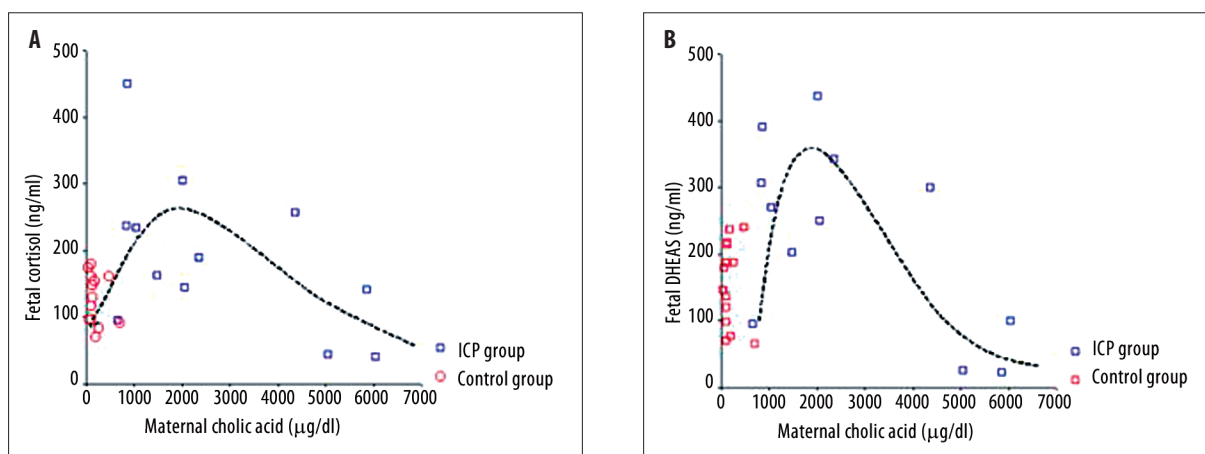 A
500
400
300
200
100
0
Fetal cortisol (ng/ml)
0 1000 2000 3000 4000 5000 6000 7000
Maternal cholic acid (µg/dl)
ICP group
Control group
B
500
400
300
200
100
0
Fetal DHEAS (ng/ml)
0 1000 2000 3000 4000 5000 6000 7000
Maternal cholic acid (µg/dl)
ICP group
Control group